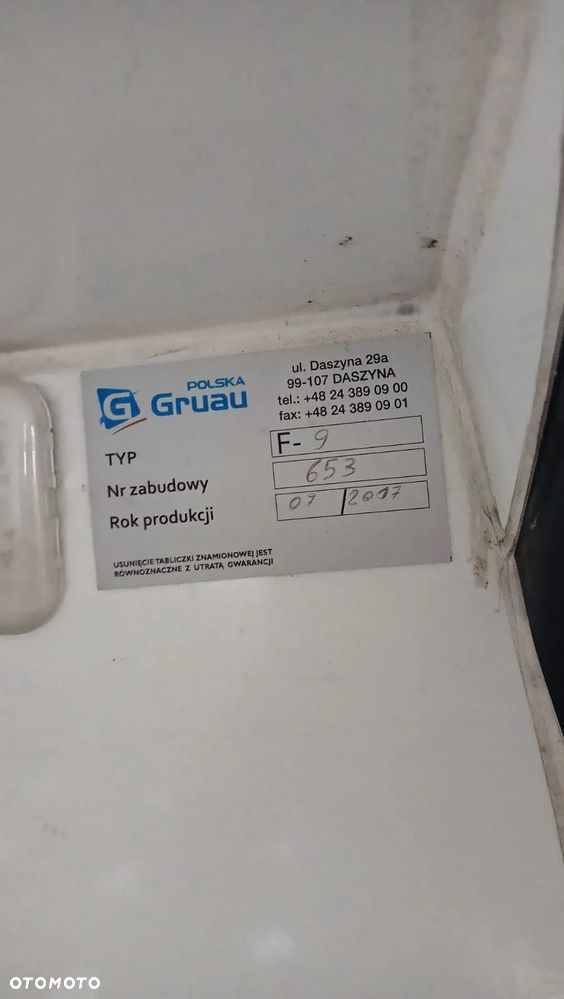 POLSKA
Gruau
ul. Daszyna 29a
99-107 DASZYNA
tel.: +48 24 389 09 00
fax: +48 24 389 09 01
TYP F- 9
Nr zabudowy 653
Rok produkcji 07 / 2017
USUNIĘCIE TABLICZKI ZNAMIONOWEJ JEST
RÓWNOZNACZNE Z UTRATĄ GWARANCJI
OTOMOTO